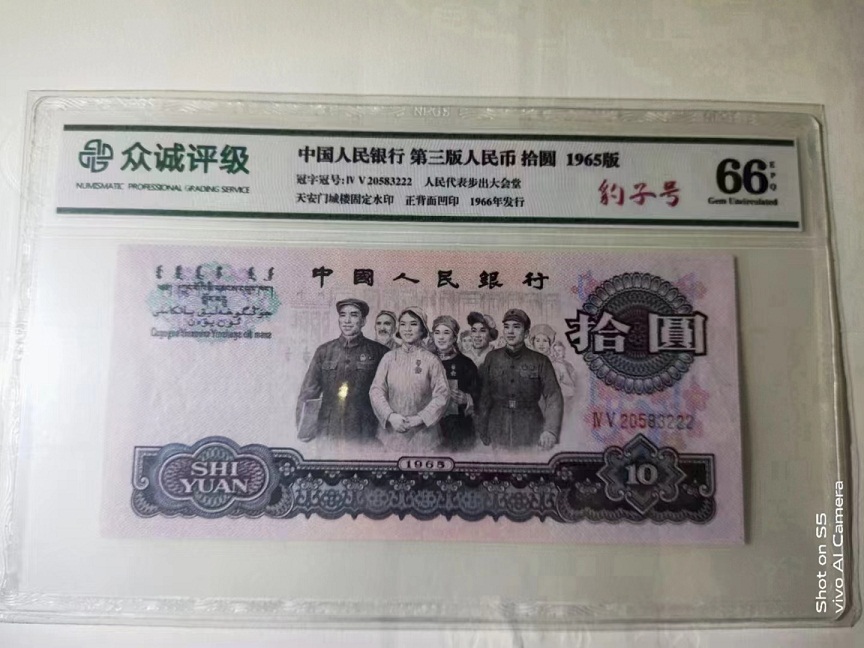 众诚评级
NUMISMATIC PROFESSIONAL GRADING SERVICE
中国人民银行 第三版人民币 拾圆 1965版
冠字冠号:Ⅳ Ⅴ 20583222 人民代表步出大会堂
天安门城楼固定水印 正背面凹印 1966年发行
豹子号
66
EPQ
Gem Uncirculated
中國人民銀行
拾圓
Ⅳ Ⅴ 20583222
1965
SHI
YUAN
10
Shot on S5
vivo AI Camera